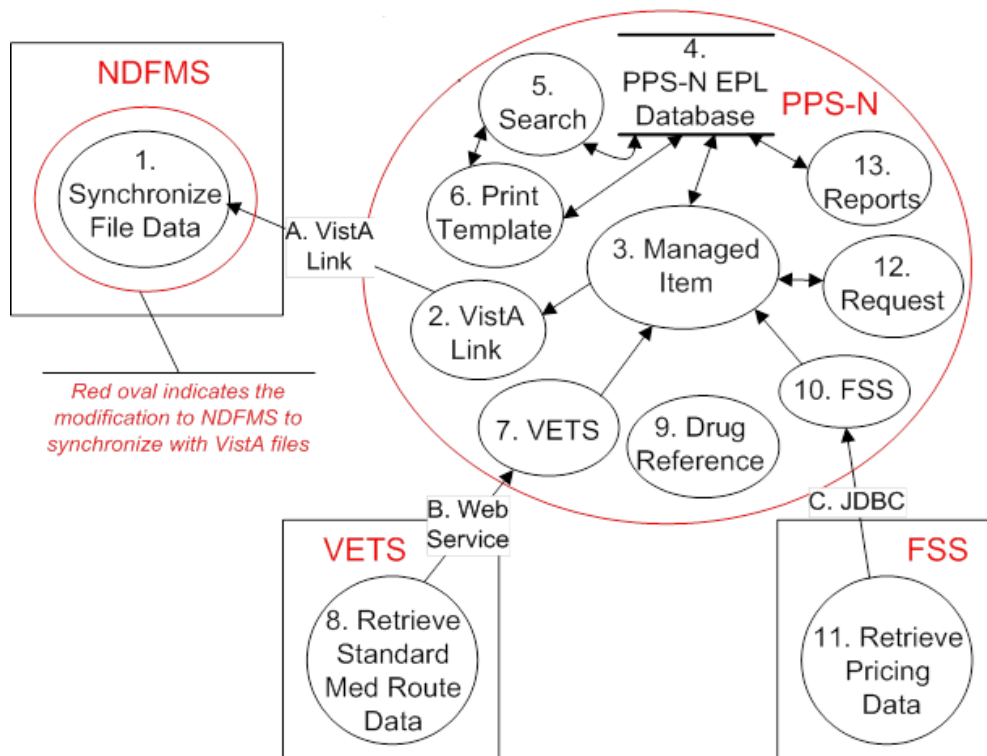 NDFMS
1.
Synchronize
File Data
A. VistA
Link
Red oval indicates the
modification to NDFMS to
synchronize with VistA files
PPS-N
4.
PPS-N EPL
Database
5.
Search
6. Print
Template
13.
Reports
3. Managed
Item
12.
Request
2. VistA
Link
10. FSS
7. VETS
9. Drug
Reference
B. Web
Service
C. JDBC
VETS
8. Retrieve
Standard
Med Route
Data
FSS
11. Retrieve
Pricing
Data